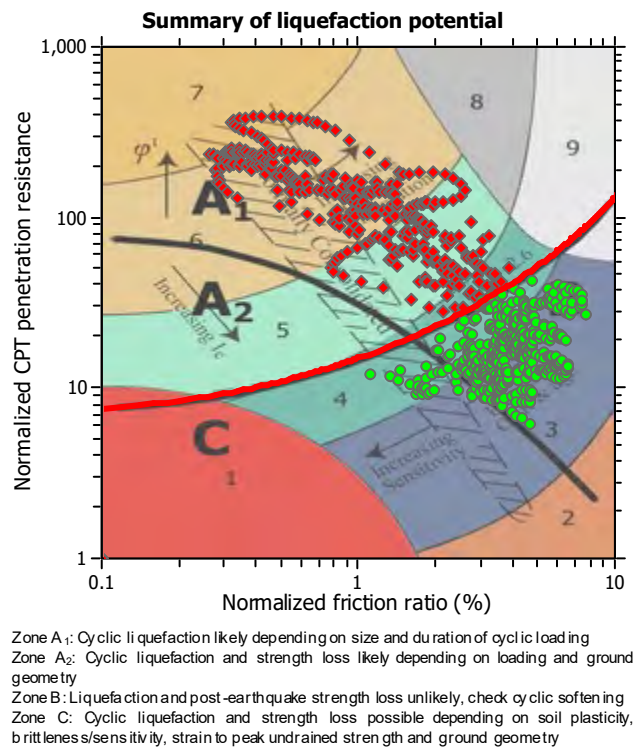 Summary of liquefaction potential
1,000
7
8
9
φ'
A₁
100
6
A₂
2.6
Increasing Ic
5
Normalized CPT penetration resistance
10
4
C
3
Increasing
Sensitivity
1
2
1
0.1
1
10
Normalized friction ratio (%)
Zone A₁: Cyclic liquefaction likely depending on size and duration of cyclic loading
Zone A₂: Cyclic liquefaction and strength loss likely depending on loading and ground
geometry
Zone B: Liquefaction and post-earthquake strength loss unlikely, check cyclic softening
Zone C: Cyclic liquefaction and strength loss possible depending on soil plasticity,
brittleness/sensitivity, strain to peak undrained strength and ground geometry